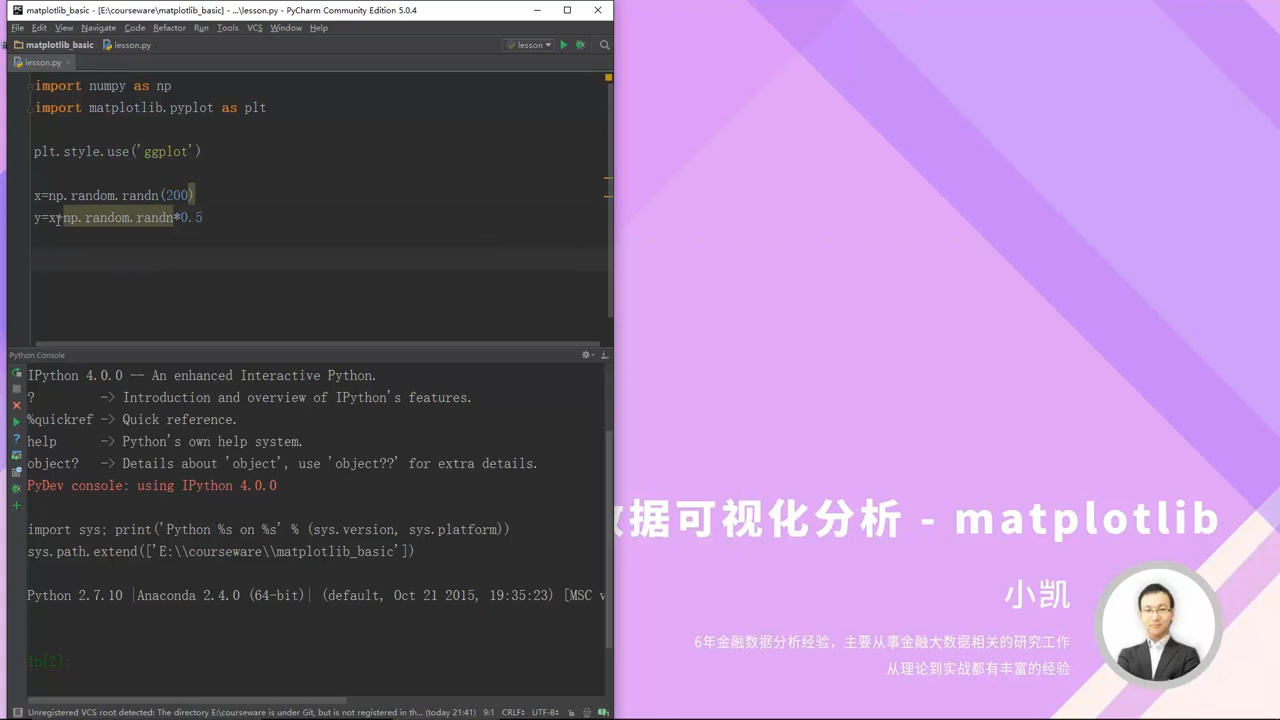 matplotlib_basic - [E:\courseware\matplotlib_basic] - ...\lesson.py - PyCharm Community Edition 5.0.4
File Edit View Navigate Code Refactor Run Tools VCS Window Help
matplotlib_basic lesson.py lesson
lesson.py
import numpy as np
import matplotlib.pyplot as plt
plt.style.use('ggplot')
x=np.random.randn(200)
y=x+np.random.randn*0.5
Python Console
IPython 4.0.0 -- An enhanced Interactive Python.
? -> Introduction and overview of IPython's features.
%quickref -> Quick reference.
help -> Python's own help system.
object? -> Details about 'object', use 'object??' for extra details.
PyDev console: using IPython 4.0.0
import sys; print('Python %s on %s' % (sys.version, sys.platform))
sys.path.extend(['E:\\courseware\\matplotlib_basic'])
Python 2.7.10 |Anaconda 2.4.0 (64-bit)| (default, Oct 21 2015, 19:35:23) [MSC v
In[2]:
Unregistered VCS root detected: The directory E:\courseware is under Git, but is not registered in th... (today 21:41) 9:1 CRLF÷ UTF-8÷
数据可视化分析 - matplotlib
小凯
6年金融数据分析经验，主要从事金融大数据相关的研究工作
从理论到实战都有丰富的经验